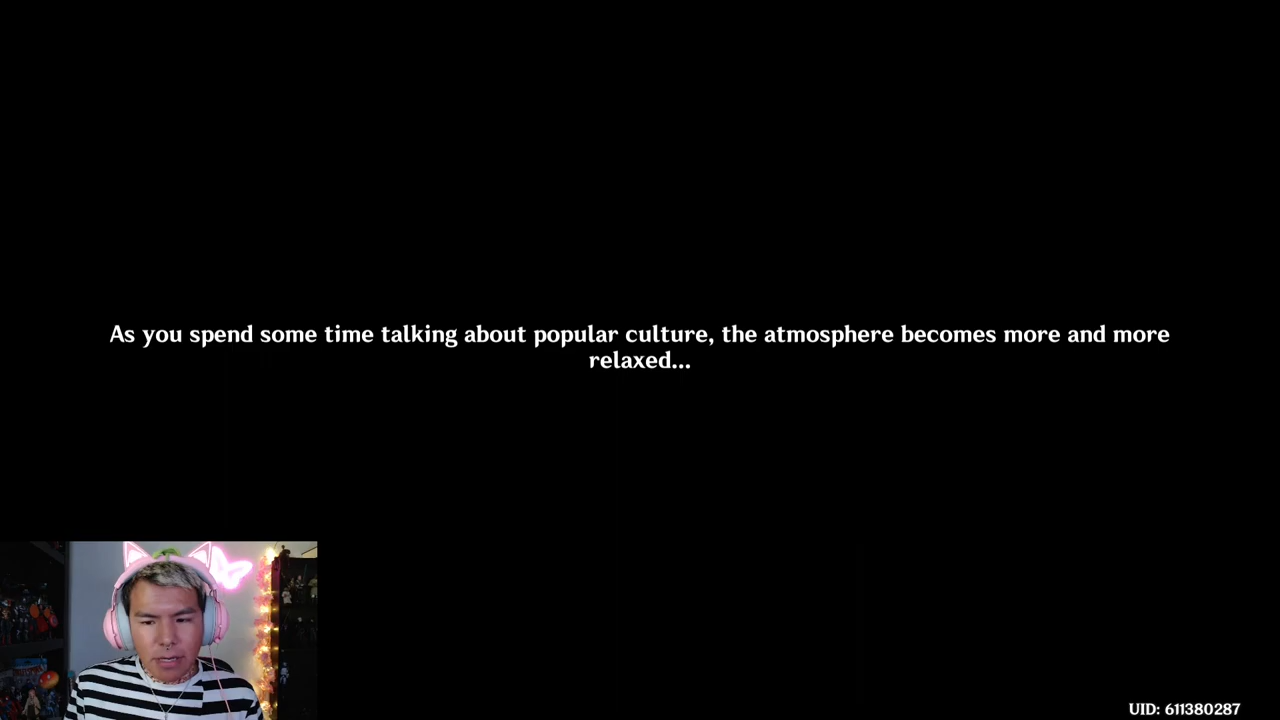 As you spend some time talking about popular culture, the atmosphere becomes more and more
relaxed...
UID: 611380287